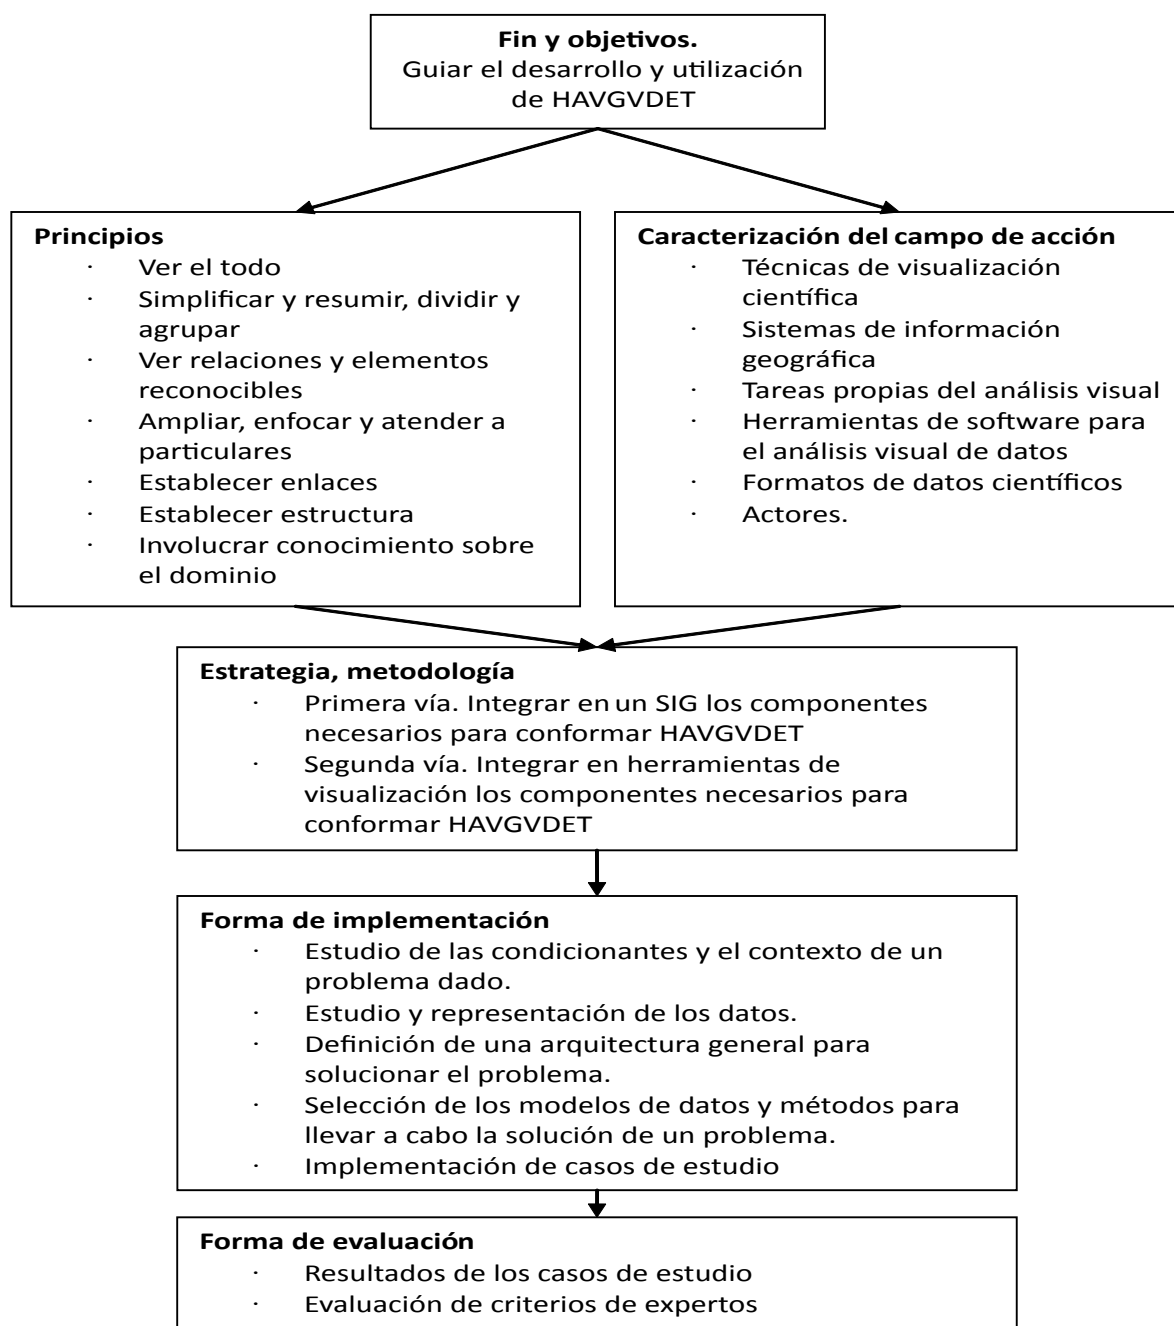 Fin y objetivos.
Guiar el desarrollo y utilización
de HAVGVDET
Principios
· Ver el todo
· Simplificar y resumir, dividir y
agrupar
· Ver relaciones y elementos
reconocibles
· Ampliar, enfocar y atender a
particulares
· Establecer enlaces
· Establecer estructura
· Involucrar conocimiento sobre
el dominio
Caracterización del campo de acción
· Técnicas de visualización
científica
· Sistemas de información
geográfica
· Tareas propias del análisis visual
· Herramientas de software para
el análisis visual de datos
· Formatos de datos científicos
· Actores.
Estrategia, metodología
· Primera vía. Integrar en un SIG los componentes
necesarios para conformar HAVGVDET
· Segunda vía. Integrar en herramientas de
visualización los componentes necesarios para
conformar HAVGVDET
Forma de implementación
· Estudio de las condicionantes y el contexto de un
problema dado.
· Estudio y representación de los datos.
· Definición de una arquitectura general para
solucionar el problema.
· Selección de los modelos de datos y métodos para
llevar a cabo la solución de un problema.
· Implementación de casos de estudio
Forma de evaluación
· Resultados de los casos de estudio
· Evaluación de criterios de expertos